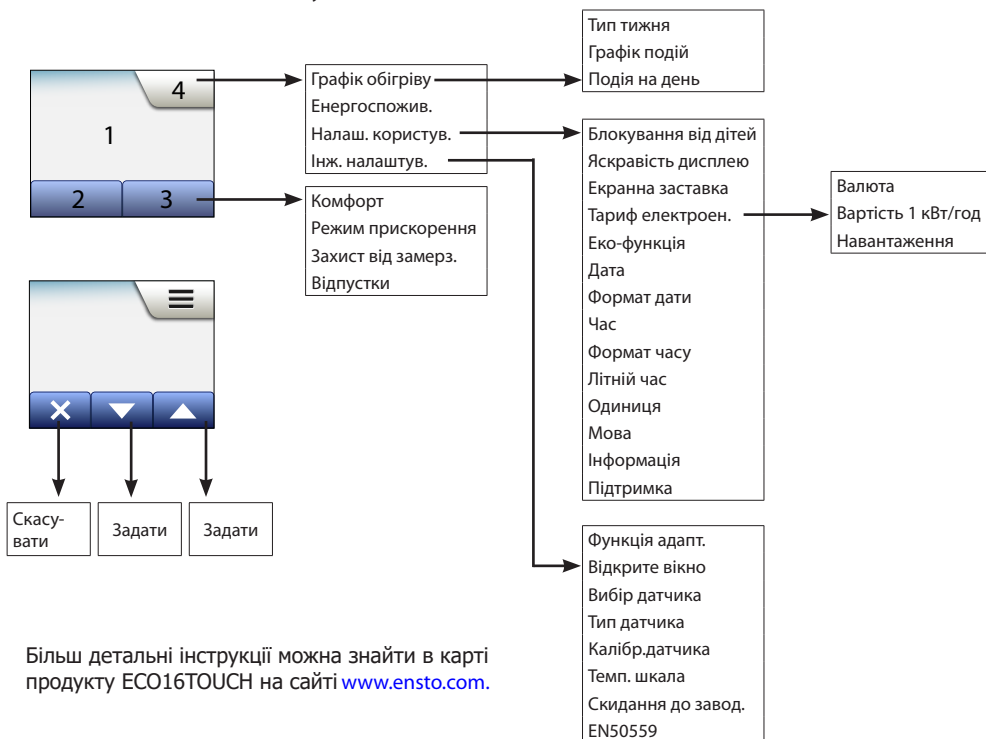 4
1
2
3
Графік обігріву
Енергоспожив.
Налаш. користув.
Інж. налаштув.
Комфорт
Режим прискорення
Захист від замерз.
Відпустки
Тип тижня
Графік подій
Подія на день
Блокування від дітей
Яскравість дисплею
Екранна заставка
Тариф електроен.
Еко-функція
Дата
Формат дати
Час
Формат часу
Літній час
Одиниця
Мова
Інформація
Підтримка
Валюта
Вартість 1 кВт/год
Навантаження
Скасу-
вати
Задати
Задати
Функція адапт.
Відкрите вікно
Вибір датчика
Тип датчика
Калібр.датчика
Темп. шкала
Скидання до завод.
EN50559
Більш детальні інструкції можна знайти в карті
продукту ECO16TOUCH на сайті www.ensto.com.